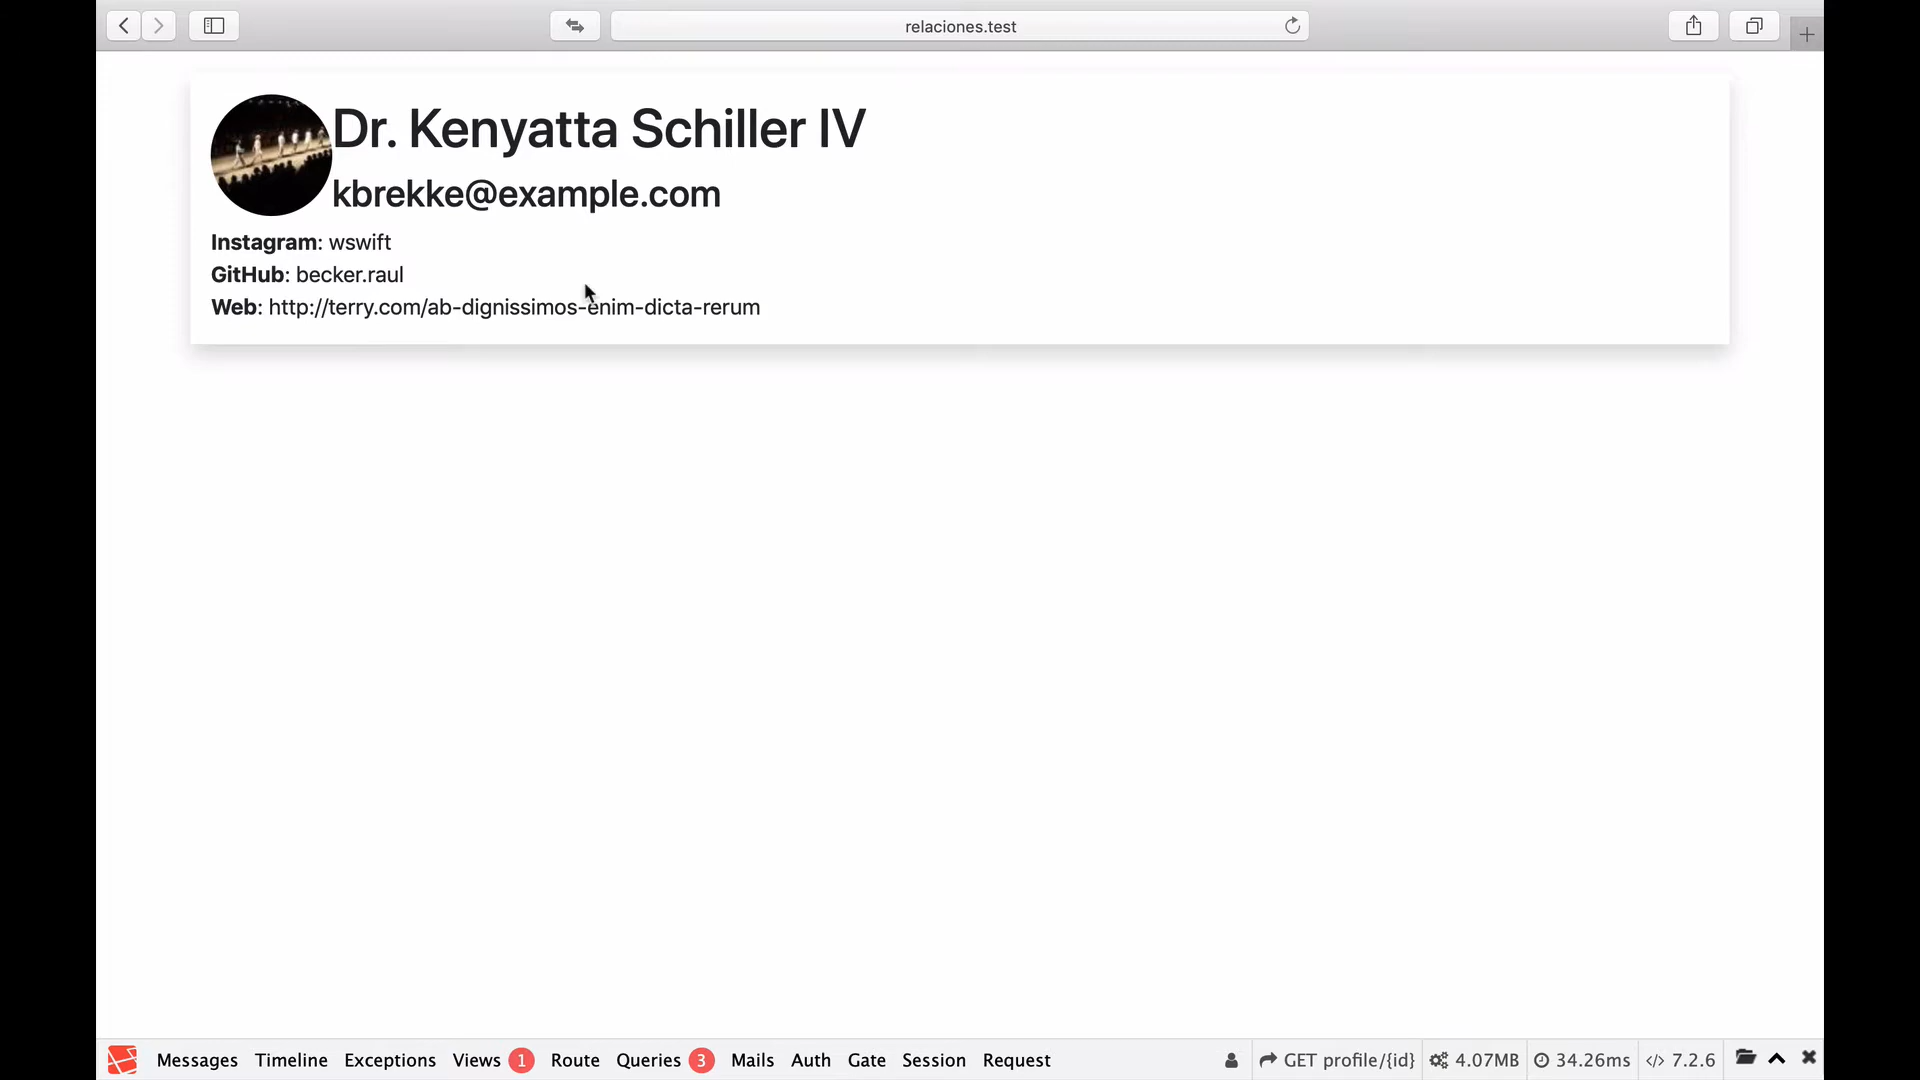 relaciones.test
Dr. Kenyatta Schiller IV
kbrekke@example.com
Instagram: wswift
GitHub: becker.raul
Web: http://terry.com/ab-dignissimos-enim-dicta-rerum
Messages Timeline Exceptions Views 1 Route Queries 3 Mails Auth Gate Session Request GET profile/{id} 4.07MB 34.26ms </> 7.2.6